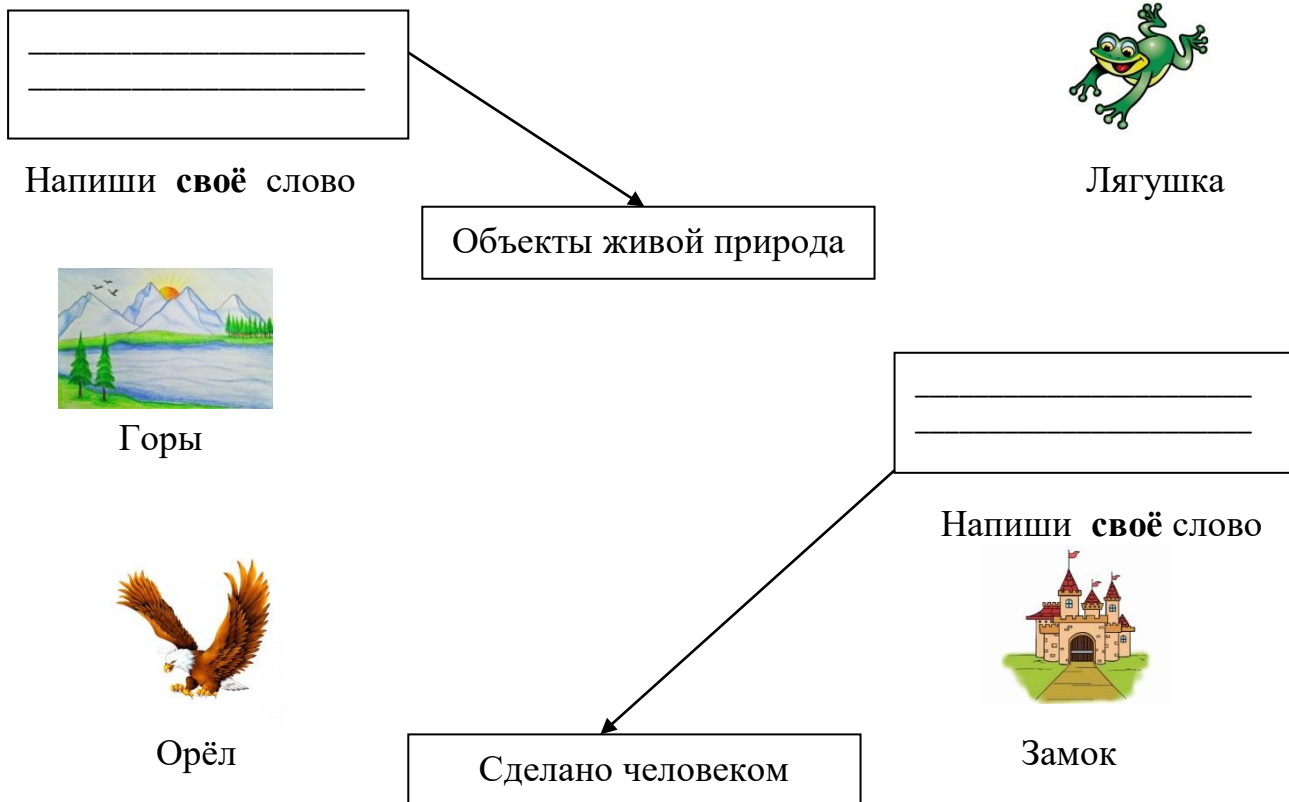 Напиши своё слово
Лягушка
Объекты живой природа
Горы
Напиши своё слово
Орёл
Замок
Сделано человеком